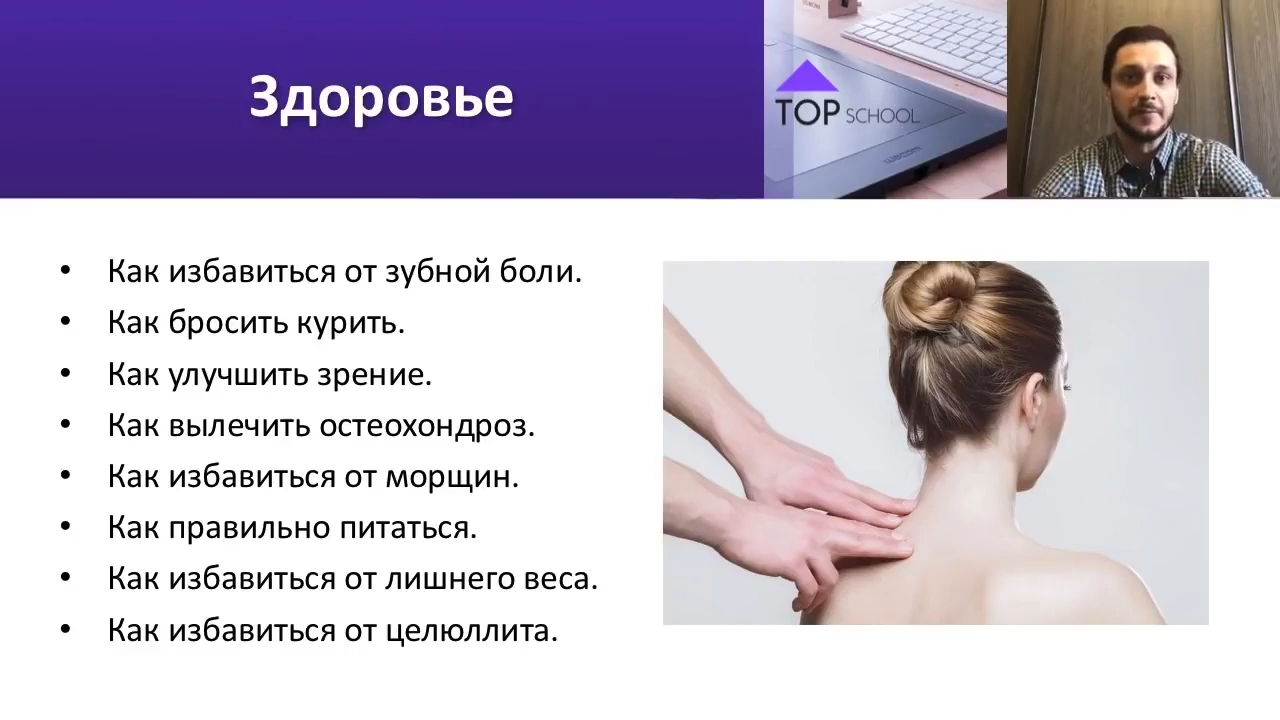 Здоровье
TOP SCHOOL
wacom
Как избавиться от зубной боли.
Как бросить курить.
Как улучшить зрение.
Как вылечить остеохондроз.
Как избавиться от морщин.
Как правильно питаться.
Как избавиться от лишнего веса.
Как избавиться от целюллита.